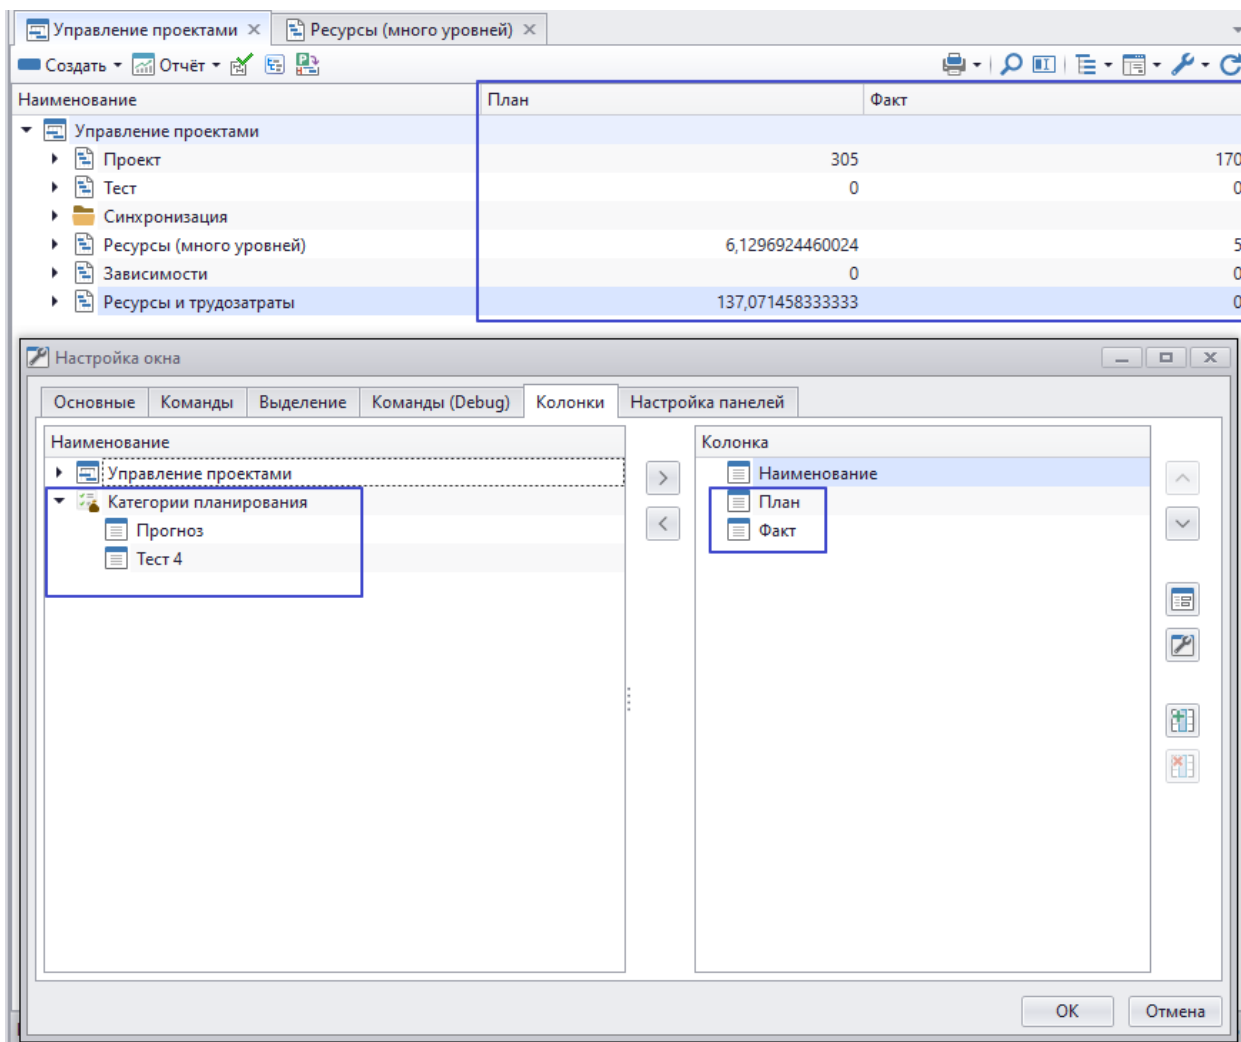 Управление проектами × Ресурсы (много уровней) ×
Создать Отчёт
Наименование План Факт
Управление проектами
Проект 305 170
Тест 0 0
Синхронизация
Ресурсы (много уровней) 6,1296924460024 5
Зависимости 0 0
Ресурсы и трудозатраты 137,071458333333 0
Настройка окна
Основные Команды Выделение Команды (Debug) Колонки Настройка панелей
Наименование Колонка
Управление проектами Наименование
Категории планирования План
Прогноз Факт
Тест 4
OK Отмена